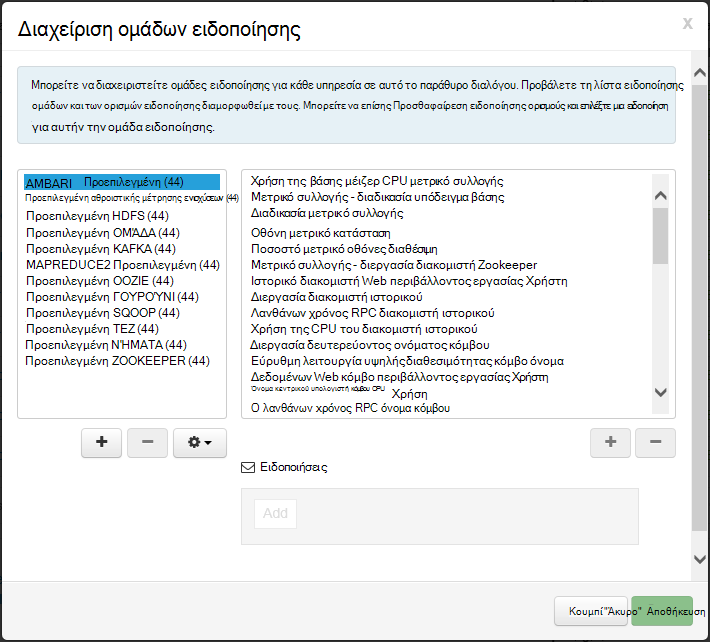 Διαχείριση ομάδων ειδοποίησης
x
Μπορείτε να διαχειριστείτε ομάδες ειδοποίησης για κάθε υπηρεσία σε αυτό το παράθυρο διαλόγου. Προβάλετε τη λίστα ειδοποίησης
ομάδων και των ορισμών ειδοποίησης διαμορφωθεί με τους. Μπορείτε να επίσης Προσθαφαίρεση ειδοποίησης ορισμούς και επιλέξτε μια ειδοποίηση
για αυτήν την ομάδα ειδοποίησης.
AMBARI Προεπιλεγμένη (44)
Προεπιλεγμένη αθροιστικής μέτρησης ενισχύσεων (44)
Προεπιλεγμένη HDFS (44)
Προεπιλεγμένη ΟΜΆΔΑ (44)
Προεπιλεγμένη KAFKA (44)
MAPREDUCE2 Προεπιλεγμένη (44)
Προεπιλεγμένη OOZIE (44)
Προεπιλεγμένη ΓΟΥΡΟΎΝΙ (44)
Προεπιλεγμένη SQOOP (44)
Προεπιλεγμένη TEZ (44)
Προεπιλεγμένη ΝΉΜΑΤΑ (44)
Προεπιλεγμένη ZOOKEEPER (44)
Χρήση της βάσης μέιζερ CPU μετρικό συλλογής
Μετρικό συλλογής - διαδικασία υπόδειγμα βάσης
Διαδικασία μετρικό συλλογής
Οθόνη μετρικό κατάσταση
Ποσοστό μετρικό οθόνες διαθέσιμη
Μετρικό συλλογής - διεργασία διακομιστή Zookeeper
Ιστορικό διακομιστή Web περιβάλλοντος εργασίας Χρήστη
Διεργασία διακομιστή ιστορικού
Λανθάνων χρόνος RPC διακομιστή ιστορικού
Χρήση της CPU του διακομιστή ιστορικού
Διεργασία δευτερεύοντος ονόματος κόμβου
Εύρυθμη λειτουργία υψηλής διαθεσιμότητας κόμβο όνομα
Δεδομένων Web κόμβο περιβάλλοντος εργασίας Χρήστη
Όνομα κεντρικού υπολογιστή κόμβου CPU Χρήση
Ο λανθάνων χρόνος RPC όνομα κόμβου
Ειδοποιήσεις
Add
Κουμπί "Άκυρο" Αποθήκευση